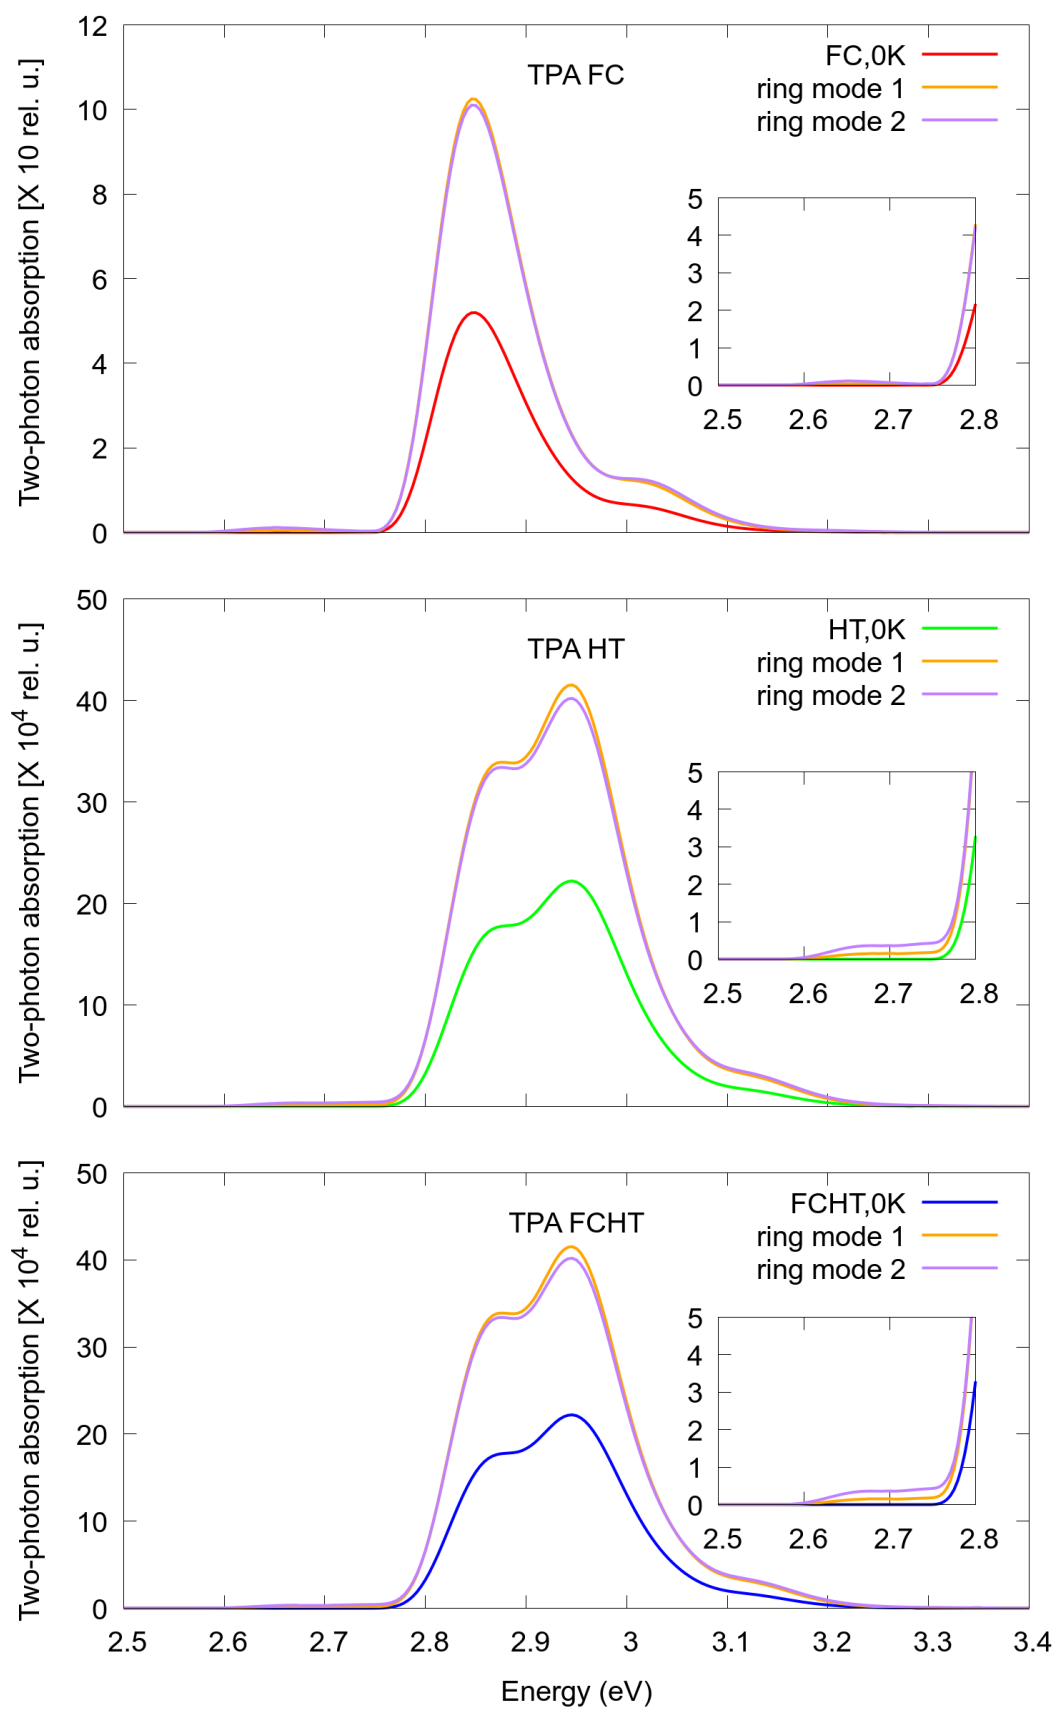 Two-photon absorption [X 10 rel. u.]
12
10
8
6
4
2
0
TPA FC
FC,0K
ring mode 1
ring mode 2
5
4
3
2
1
0
2.5 2.6 2.7 2.8
Two-photon absorption [X 10⁴ rel. u.]
50
40
30
20
10
0
TPA HT
HT,0K
ring mode 1
ring mode 2
5
4
3
2
1
0
2.5 2.6 2.7 2.8
Two-photon absorption [X 10⁴ rel. u.]
50
40
30
20
10
0
TPA FCHT
FCHT,0K
ring mode 1
ring mode 2
5
4
3
2
1
0
2.5 2.6 2.7 2.8
2.5 2.6 2.7 2.8 2.9 3 3.1 3.2 3.3 3.4
Energy (eV)